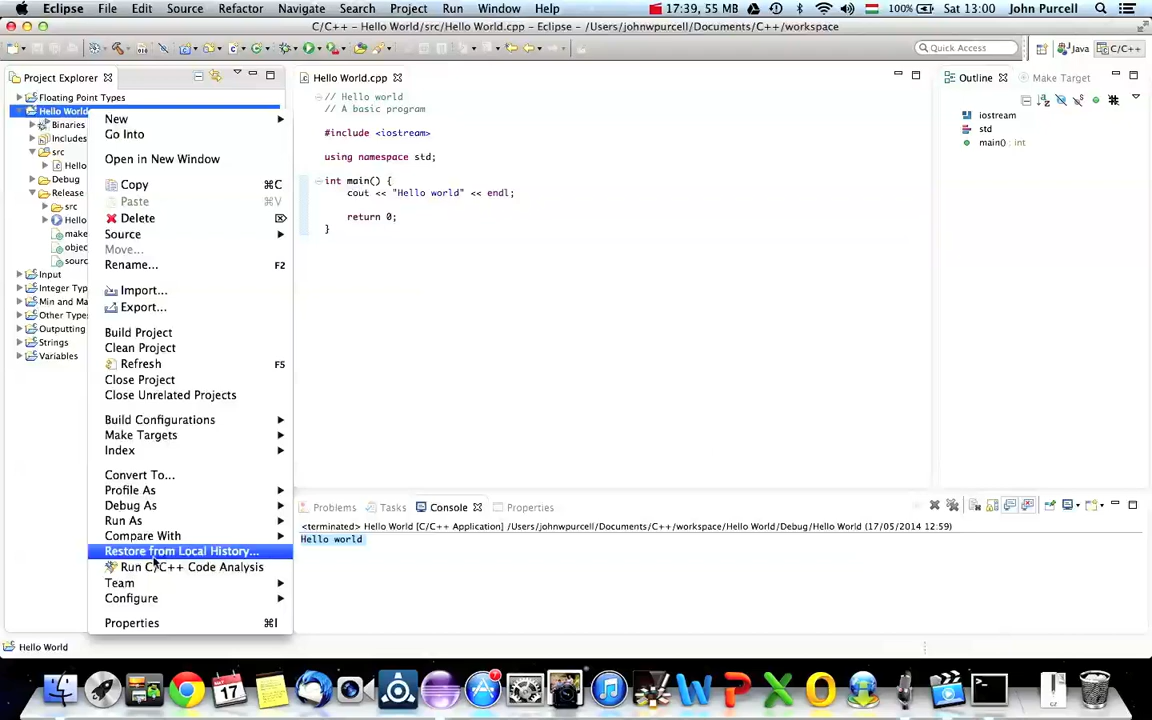 Eclipse File Edit Source Refactor Navigate Search Project Run Window Help 17:39, 55 MB 100% Sat 13:00 John Purcell
C/C++ - Hello World/src/Hello World.cpp - Eclipse - /Users/johnwpurcell/Documents/C++/workspace
Quick Access Java C/C++
Project Explorer
Floating Point Types
Hello World
Binaries
Includes
src
Hello
Debug
Release
src
Hello
make
objec
sourc
Input
Integer Typ
Min and Ma
Other Types
Outputting
Strings
Variables
New
Go Into
Open in New Window
Copy ⌘C
Paste ⌘V
Delete ⌦
Source
Move...
Rename... F2
Import...
Export...
Build Project
Clean Project
Refresh F5
Close Project
Close Unrelated Projects
Build Configurations
Make Targets
Index
Convert To...
Profile As
Debug As
Run As
Compare With
Restore from Local History...
Run C/C++ Code Analysis
Team
Configure
Properties ⌘I
Hello World.cpp
// Hello world
// A basic program
#include <iostream>
using namespace std;
int main() {
cout << "Hello world" << endl;
return 0;
}
Outline Make Target
iostream
std
main() : int
Problems Tasks Console Properties
<terminated> Hello World [C/C++ Application] /Users/johnwpurcell/Documents/C++/workspace/Hello World/Debug/Hello World (17/05/2014 12:59)
Hello world
Hello World
17